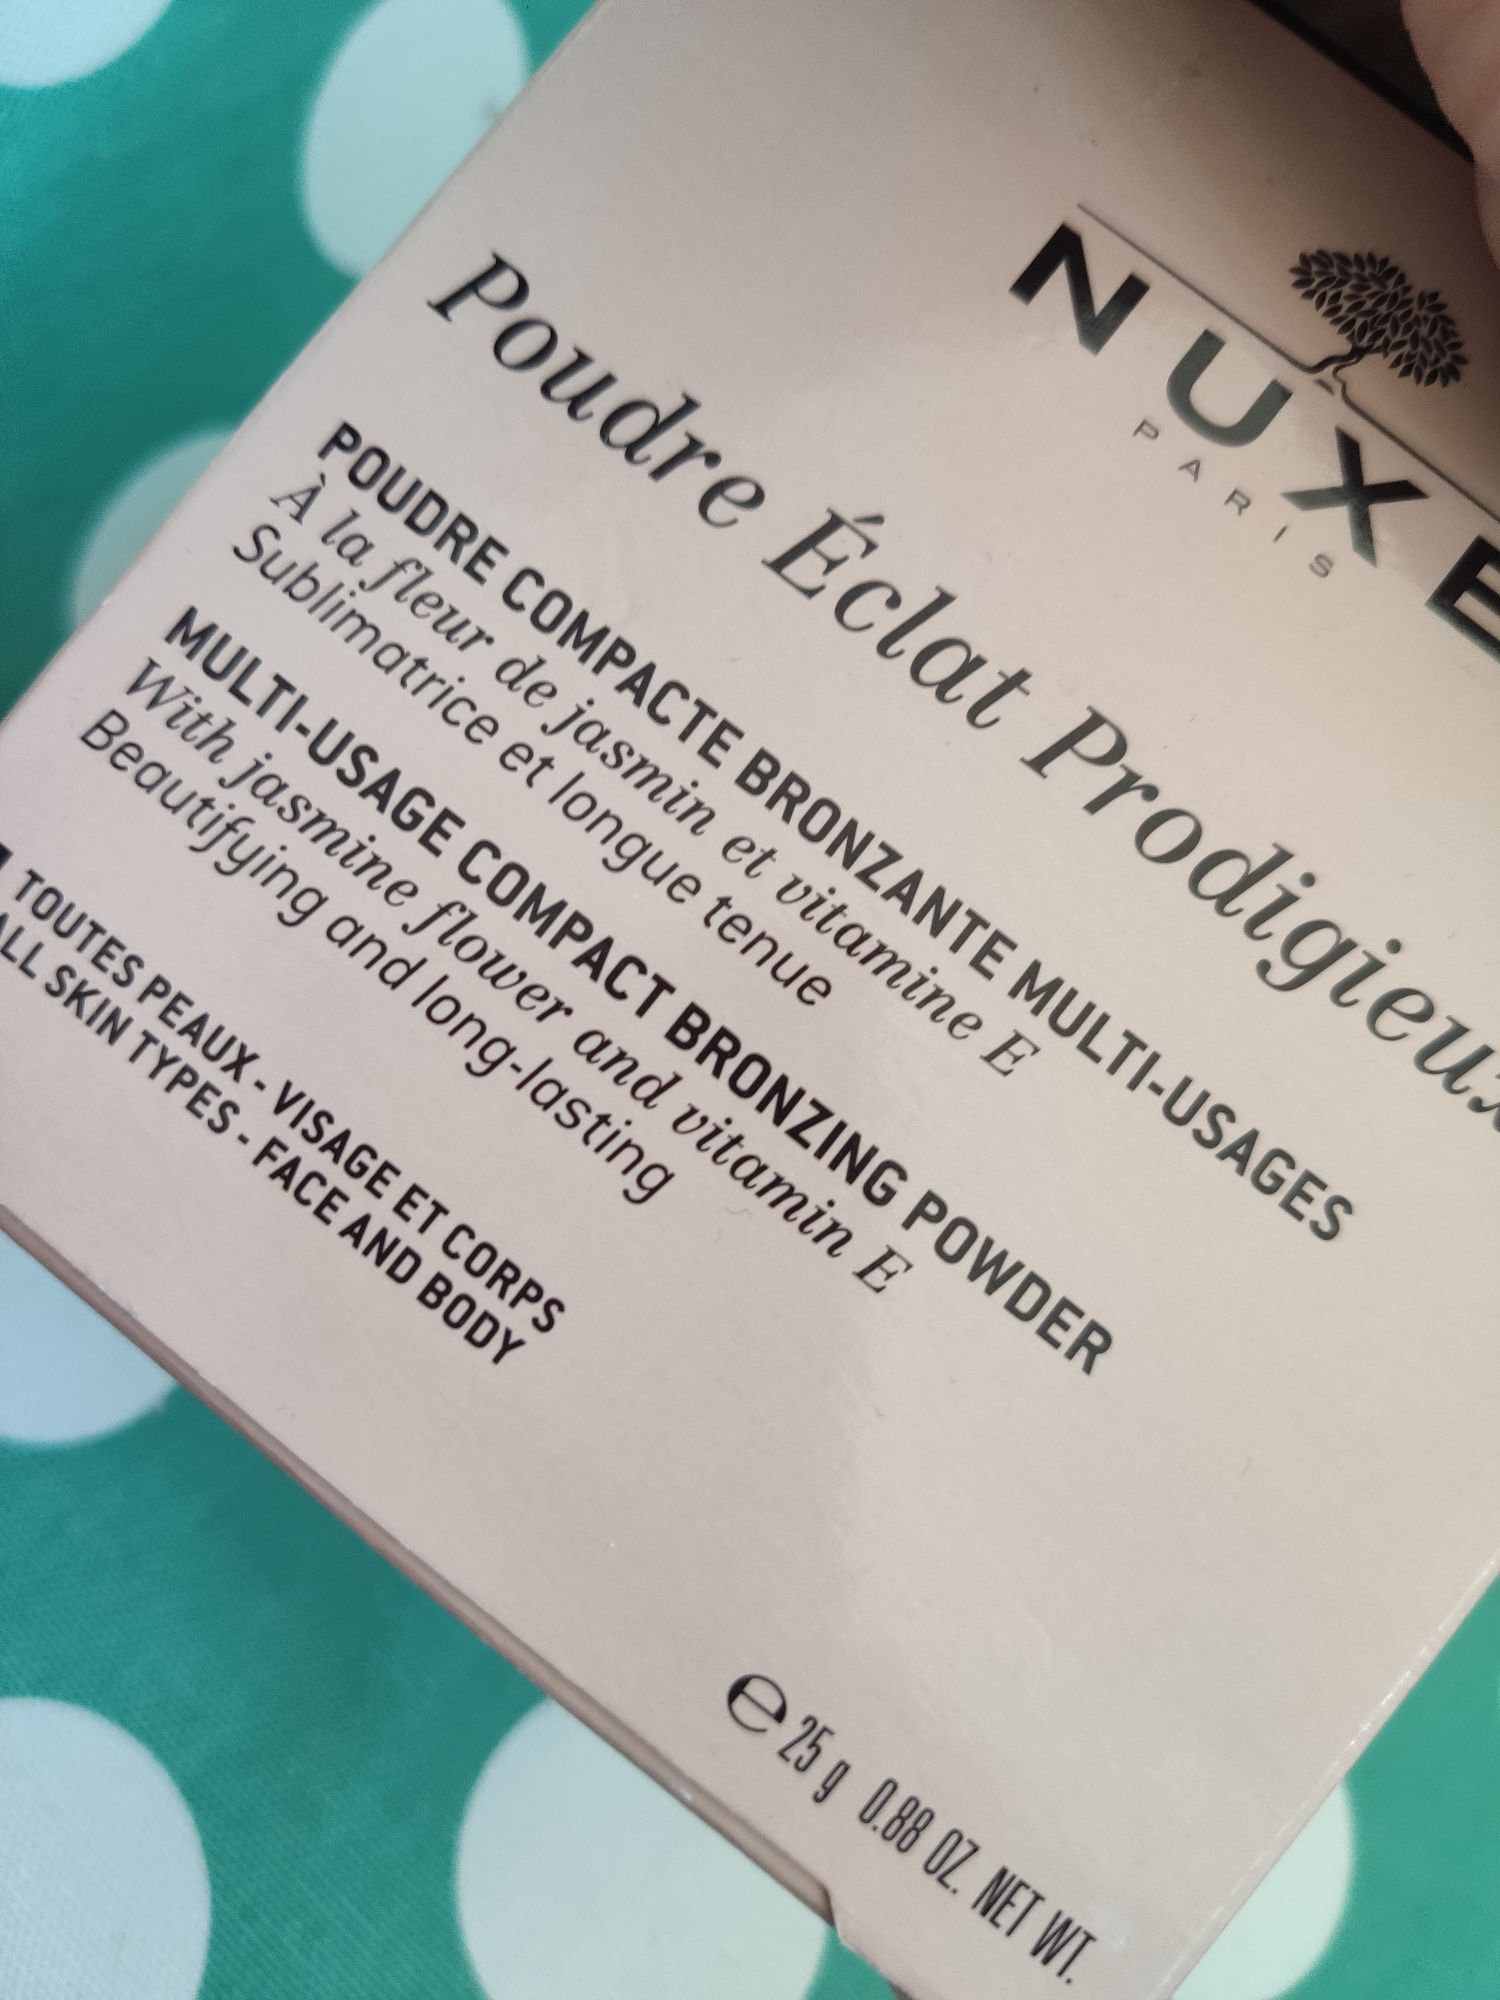 NUXE
PARIS
Poudre Éclat Prodigieux
POUDRE COMPACTE BRONZANTE MULTI-USAGES
À la fleur de jasmin et vitamine E
Sublimatrice et longue tenue
MULTI-USAGE COMPACT BRONZING POWDER
With jasmine flower and vitamin E
Beautifying and long-lasting
TOUTES PEAUX - VISAGE ET CORPS
ALL SKIN TYPES - FACE AND BODY
℮ 25 g 0.88 OZ. NET WT.